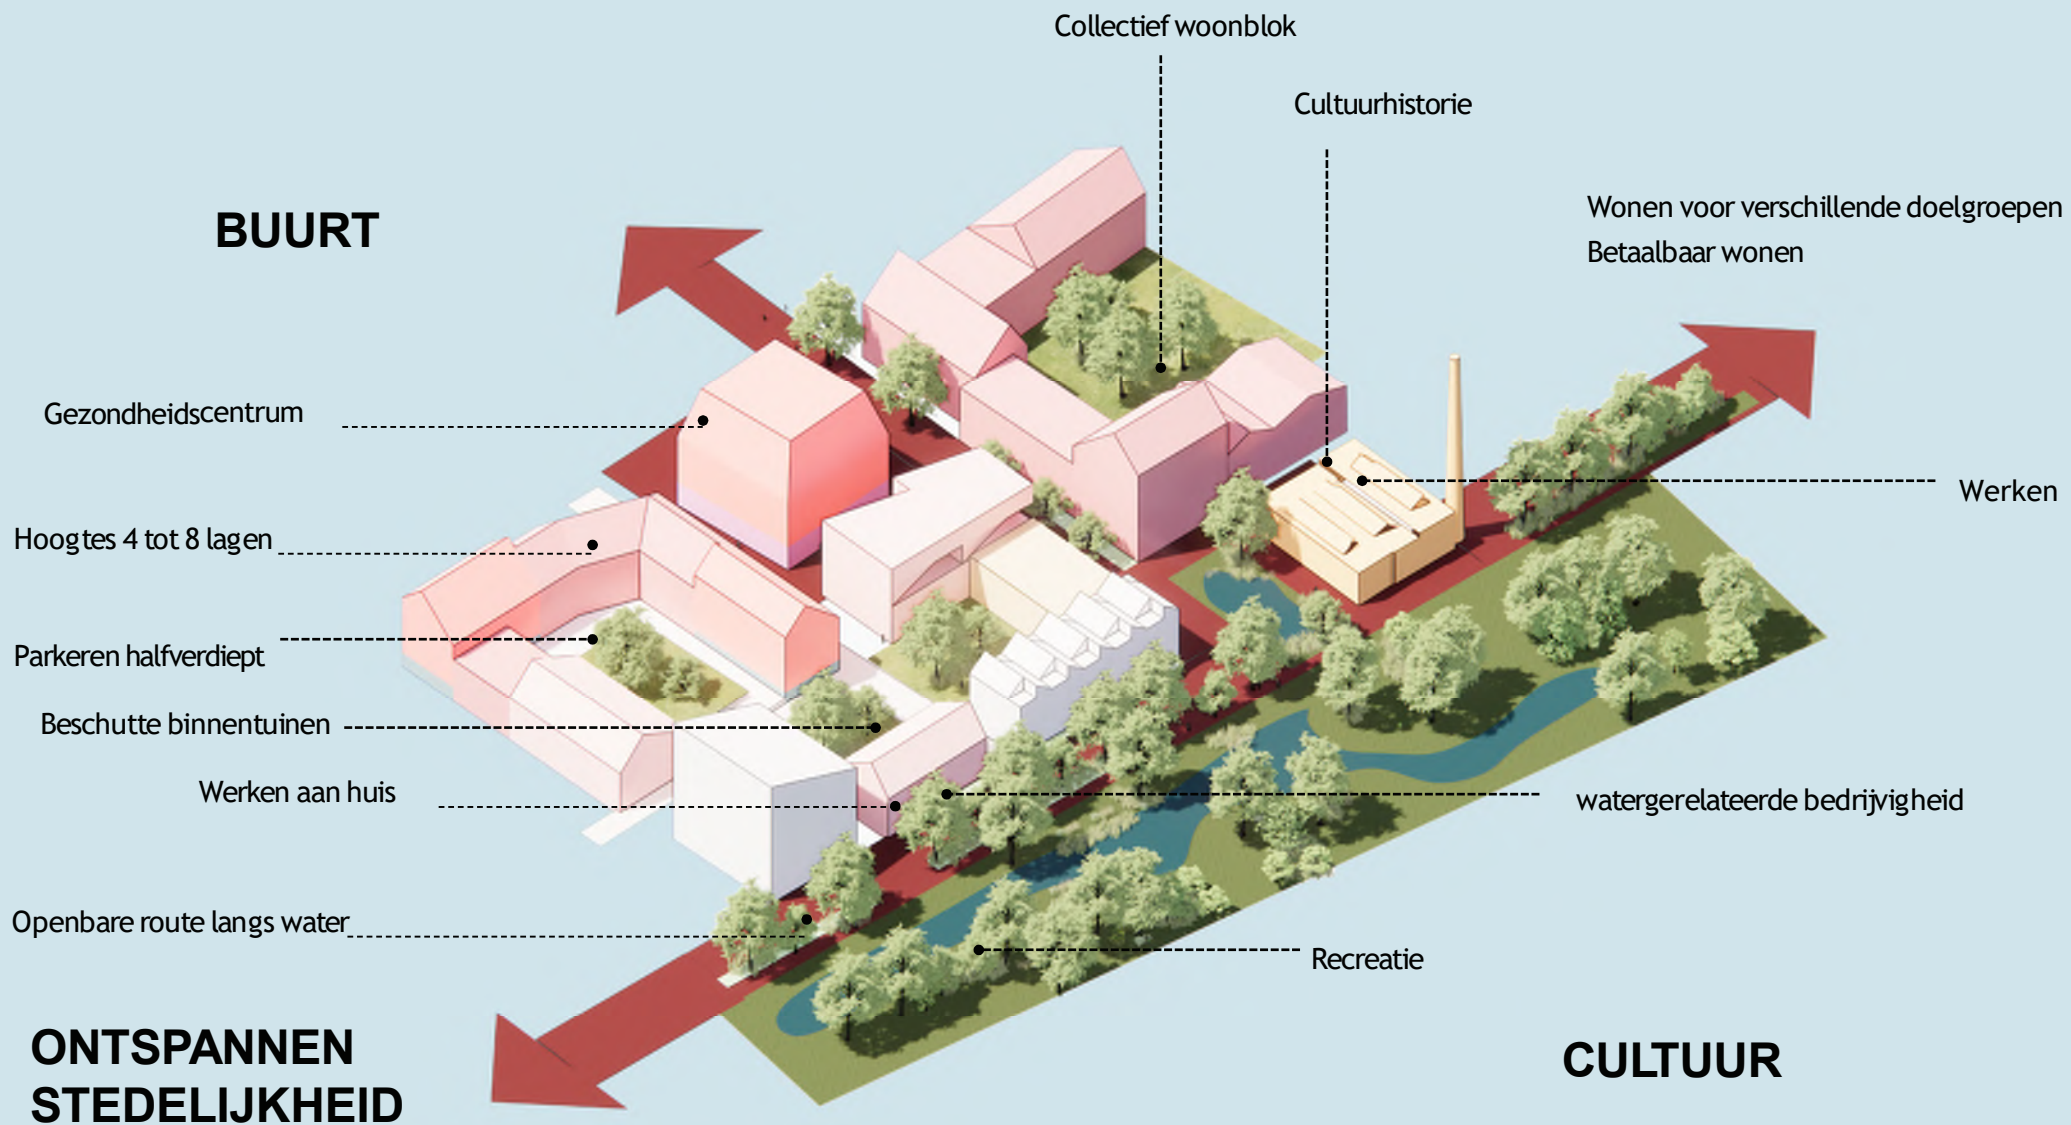 Collectief woonblok
Cultuurhistorie
Wonen voor verschillende doelgroepen
Betaalbaar wonen
BUURT
Gezondheidscentrum
Werken
Hoogtes 4 tot 8 lagen
Parkeren halfverdiept
Beschutte binnentuinen
Werken aan huis
watergerelateerde bedrijvigheid
Openbare route langs water
Recreatie
ONTSPANNEN
STEDELIJKHEID
CULTUUR